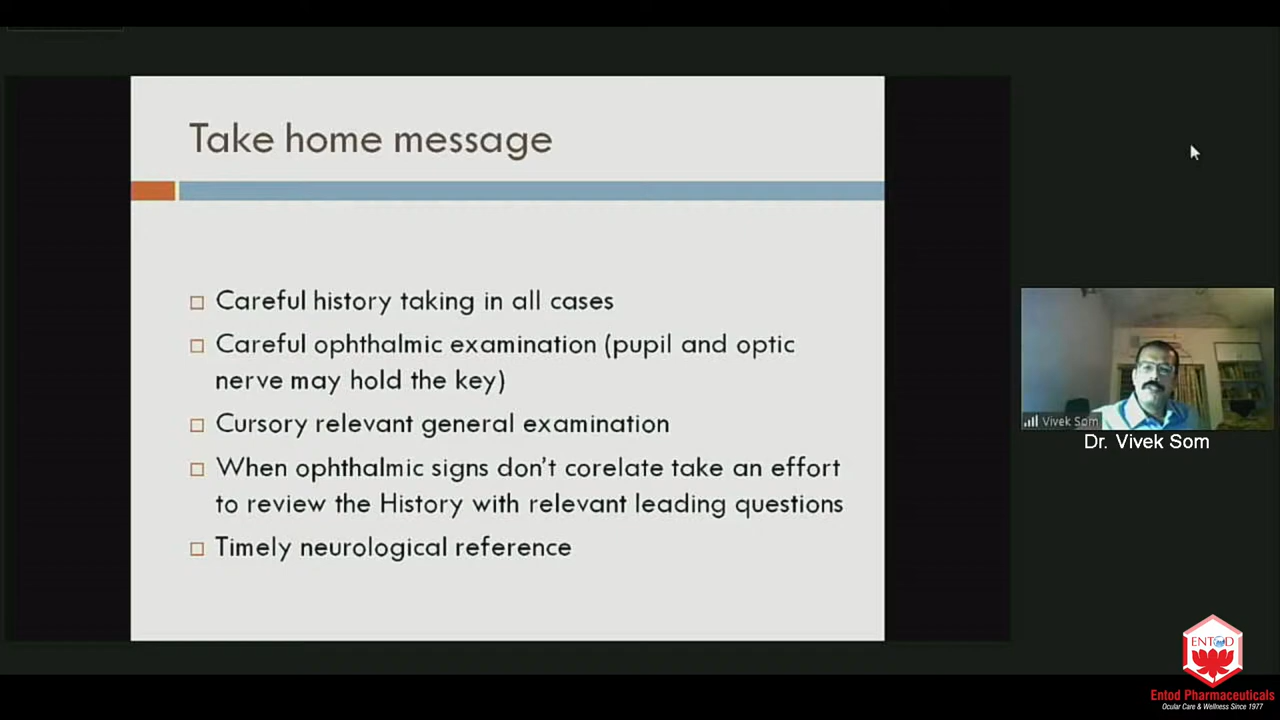 Take home message
Careful history taking in all cases
Careful ophthalmic examination (pupil and optic
nerve may hold the key)
Cursory relevant general examination
When ophthalmic signs don't corelate take an effort
to review the History with relevant leading questions
Timely neurological reference
Vivek Som
Dr. Vivek Som
ENTOD
Entod Pharmaceuticals
Ocular Care & Wellness Since 1977